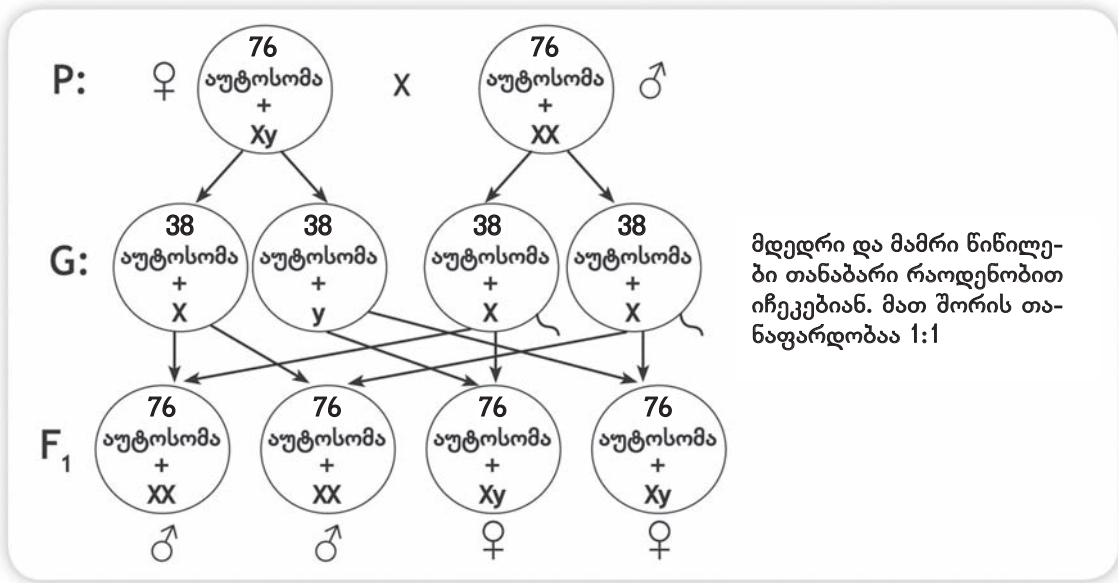 76 76
P: ♀ აუტოსომა X აუტოსომა ♂
+ +
Xy XX
38 38 38 38
G: აუტოსომა აუტოსომა აუტოსომა აუტოსომა
+ + + +
X y X X
მდედრი და მამრი წიწილე-
ბი თანაბარი რაოდენობით
იჩეკებიან. მათ შორის თა-
ნაფარდობაა 1:1
76 76 76 76
F1 აუტოსომა აუტოსომა აუტოსომა აუტოსომა
+ + + +
XX XX Xy Xy
♂ ♂ ♀ ♀